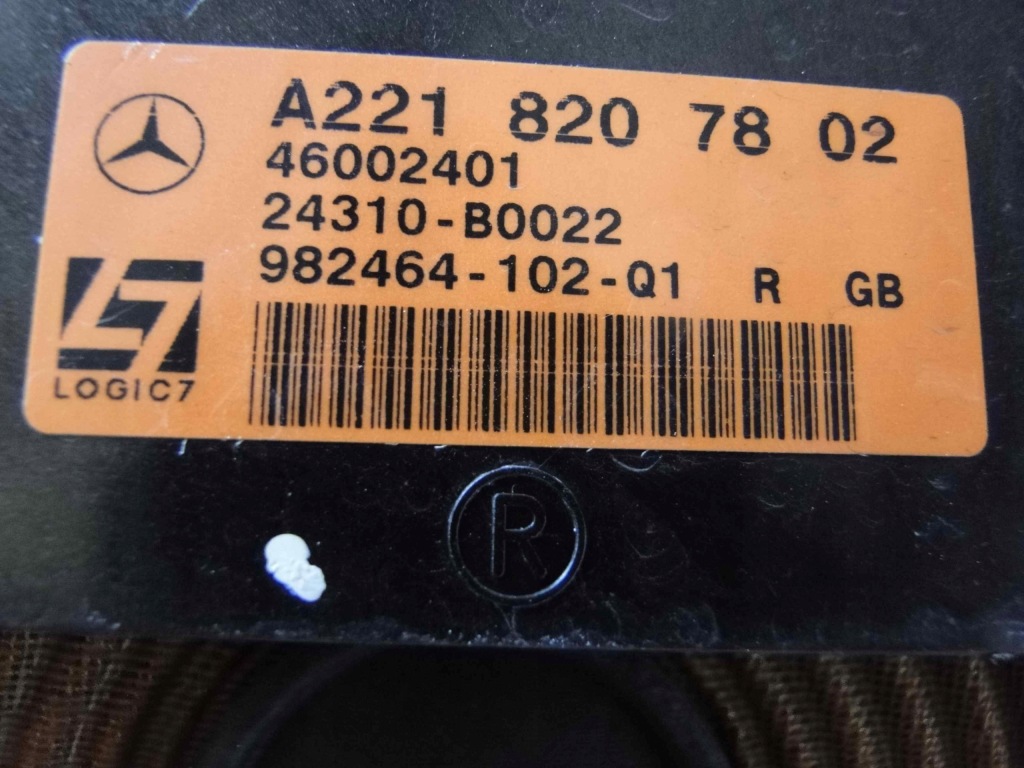 A221 820 78 02
46002401
24310-B0022
982464-102-Q1 R GB
LOGIC7
R